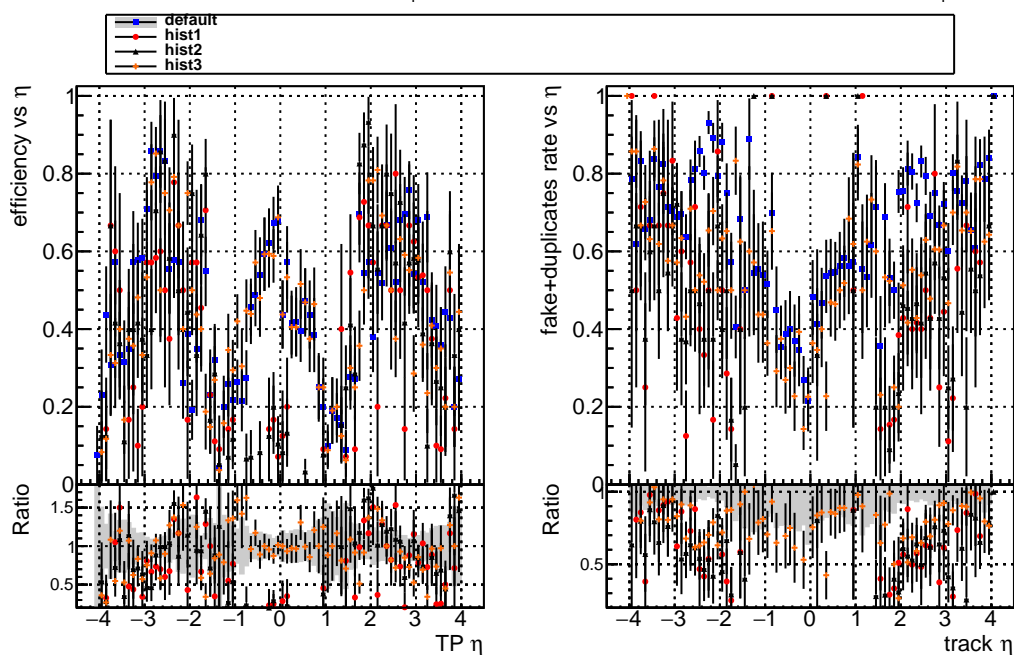 default
hist1
hist2
hist3
efficiency vs η
1
0.8
0.6
0.4
0.2
0
Ratio
1.5
1
0.5
−4 −3 −2 −1 0 1 2 3 4
TP η
fake+duplicates rate vs η
1
0.8
0.6
0.4
0.2
0
Ratio
0.5
−4 −3 −2 −1 0 1 2 3 4
track η